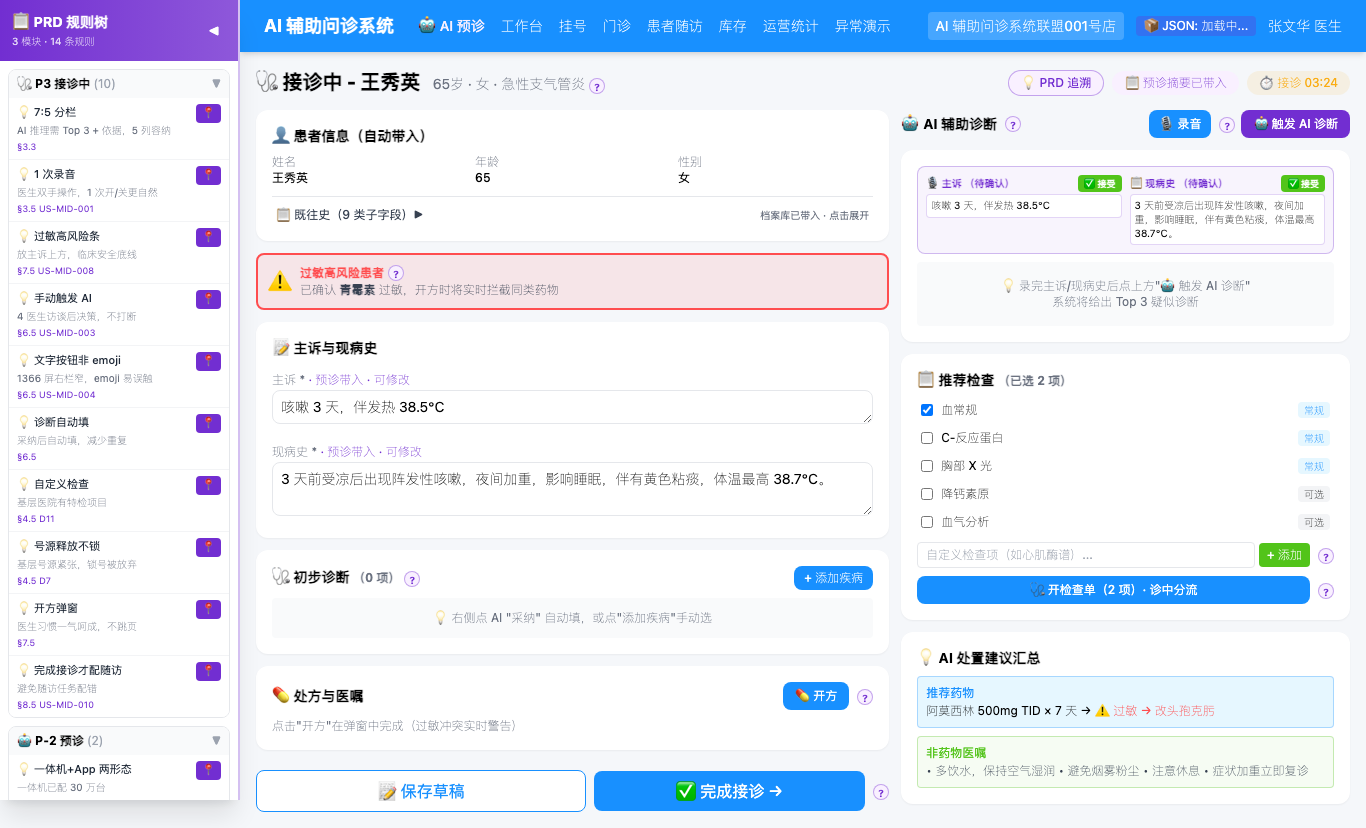 📋 PRD 规则树
3 模块 · 14 条规则
◀
🩺 P3 接诊中 (10) ▼
💡 7:5 分栏
AI 推理需 Top 3 + 依据，5 列容纳
§3.3
💡 1 次录音
医生双手操作，1 次开/关更自然
§3.5 US-MID-001
💡 过敏高风险条
放主诉上方，临床安全底线
§7.5 US-MID-008
💡 手动触发 AI
4 医生访谈后决策，不打断
§6.5 US-MID-003
💡 文字按钮非 emoji
1366 屏右栏窄，emoji 易误触
§6.5 US-MID-004
💡 诊断自动填
采纳后自动填，减少重复
§6.5
💡 自定义检查
基层医院有特检项目
§4.5 D11
💡 号源释放不锁
基层号源紧张，锁号被放弃
§4.5 D7
💡 开方弹窗
医生习惯一气呵成，不跳页
§7.5
💡 完成接诊才配随访
避免随访任务配错
§8.5 US-MID-010
🤖 P-2 预诊 (2) ▼
💡 一体机+App 两形态
一体机已配 30 万台
AI 辅助问诊系统 🤖 AI 预诊 工作台 挂号 门诊 患者随访 库存 运营统计 异常演示 AI 辅助问诊系统联盟001号店 📦 JSON: 加载中... 张文华 医生
🩺 接诊中 - 王秀英 65岁 · 女 · 急性支气管炎 ? 💡 PRD 追溯 📋 预诊摘要已带入 ⏱ 接诊 03:24
👤 患者信息（自动带入）
姓名 年龄 性别
王秀英 65 女
📋 既往史（9 类子字段）▶ 档案库已带入 · 点击展开
⚠️ 过敏高风险患者 ?
已确认 青霉素 过敏，开方时将实时拦截同类药物
📝 主诉与现病史
主诉 * · 预诊带入 · 可修改
咳嗽 3 天，伴发热 38.5°C
现病史 * · 预诊带入 · 可修改
3 天前受凉后出现阵发性咳嗽，夜间加重，影响睡眠，伴有黄色粘痰，体温最高 38.7°C。
🩺 初步诊断 （0 项） ? + 添加疾病
💡 右侧点 AI "采纳" 自动填，或点"添加疾病"手动选
💊 处方与医嘱 💊 开方 ?
点击"开方"在弹窗中完成（过敏冲突实时警告）
📝 保存草稿 ✅ 完成接诊 → ?
🤖 AI 辅助诊断 ? 🎙 录音 ? 🤖 触发 AI 诊断
🎙 主诉 （待确认） ✅ 接受
咳嗽 3 天，伴发热 38.5°C
📋 现病史 （待确认） ✅ 接受
3 天前受凉后出现阵发性咳嗽，夜间加
重，影响睡眠，伴有黄色粘痰，体温最高
38.7°C。
💡 录完主诉/现病史后点上方"🤖 触发 AI 诊断"
系统将给出 Top 3 疑似诊断
📋 推荐检查 （已选 2 项）
血常规 常规
C-反应蛋白 常规
胸部 X 光 常规
降钙素原 可选
血气分析 可选
自定义检查项（如心肌酶谱）... + 添加 ?
🩺 开检查单（2 项）· 诊中分流 ?
💡 AI 处置建议汇总
推荐药物
阿莫西林 500mg TID × 7 天 → ⚠️ 过敏 → 改头孢克肟
非药物医嘱
• 多饮水，保持空气湿润 • 避免烟雾粉尘 • 注意休息 • 症状加重立即复诊